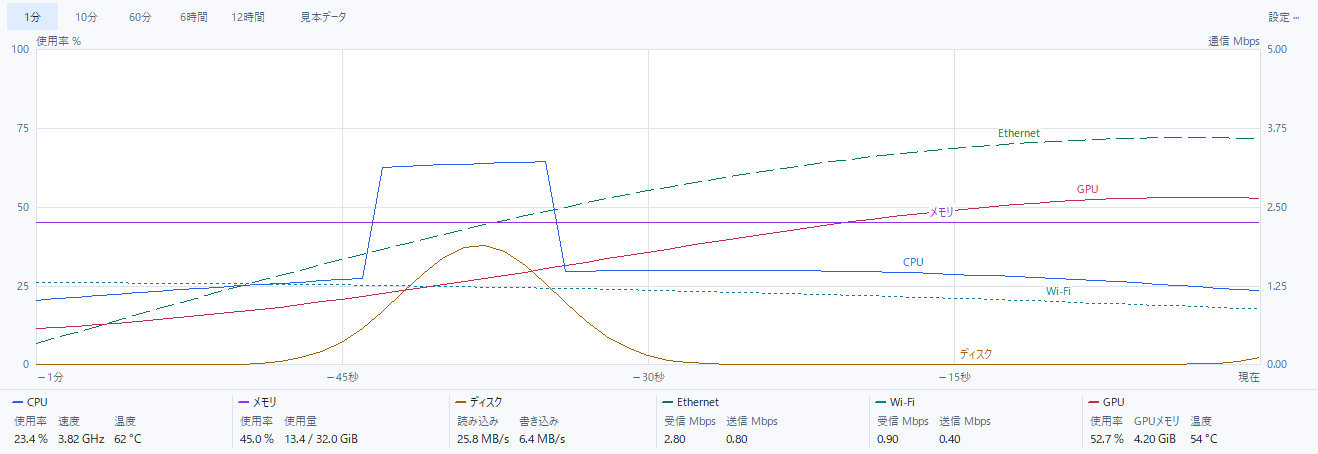 1分 10分 60分 6時間 12時間 見本データ 設定 …
使用率 % 通信 Mbps
100 5.00
Ethernet
75 3.75
GPU
50 メモリ 2.50
CPU
25 Wi-Fi 1.25
ディスク
0 0.00
−1分 −45秒 −30秒 −15秒 現在
CPU メモリ ディスク Ethernet Wi-Fi GPU
使用率 速度 温度 使用率 使用量 読み込み 書き込み 受信 Mbps 送信 Mbps 受信 Mbps 送信 Mbps 使用率 GPUメモリ 温度
23.4 % 3.82 GHz 62 °C 45.0 % 13.4 / 32.0 GiB 25.8 MB/s 6.4 MB/s 2.80 0.80 0.90 0.40 52.7 % 4.20 GiB 54 °C